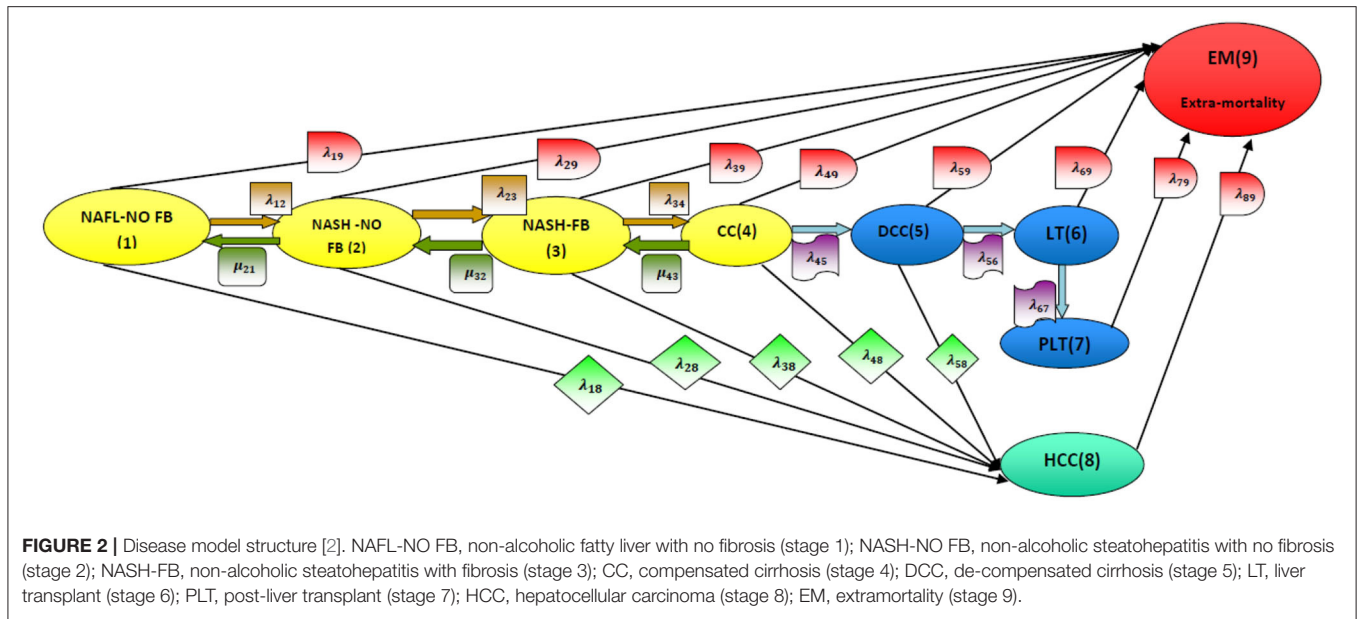 EM(9)
Extra-mortality
λ19
λ29
λ39
λ49
λ59
λ69
λ79
λ89
λ12
λ23
λ34
NAFL-NO FB
(1)
NASH -NO
FB (2)
NASH-FB
(3)
CC(4)
DCC(5)
LT(6)
μ21
μ32
μ43
λ45
λ56
λ67
PLT(7)
λ18
λ28
λ38
λ48
λ58
HCC(8)
FIGURE 2 | Disease model structure [2]. NAFL-NO FB, non-alcoholic fatty liver with no fibrosis (stage 1); NASH-NO FB, non-alcoholic steatohepatitis with no fibrosis
(stage 2); NASH-FB, non-alcoholic steatohepatitis with fibrosis (stage 3); CC, compensated cirrhosis (stage 4); DCC, de-compensated cirrhosis (stage 5); LT, liver
transplant (stage 6); PLT, post-liver transplant (stage 7); HCC, hepatocellular carcinoma (stage 8); EM, extramortality (stage 9).